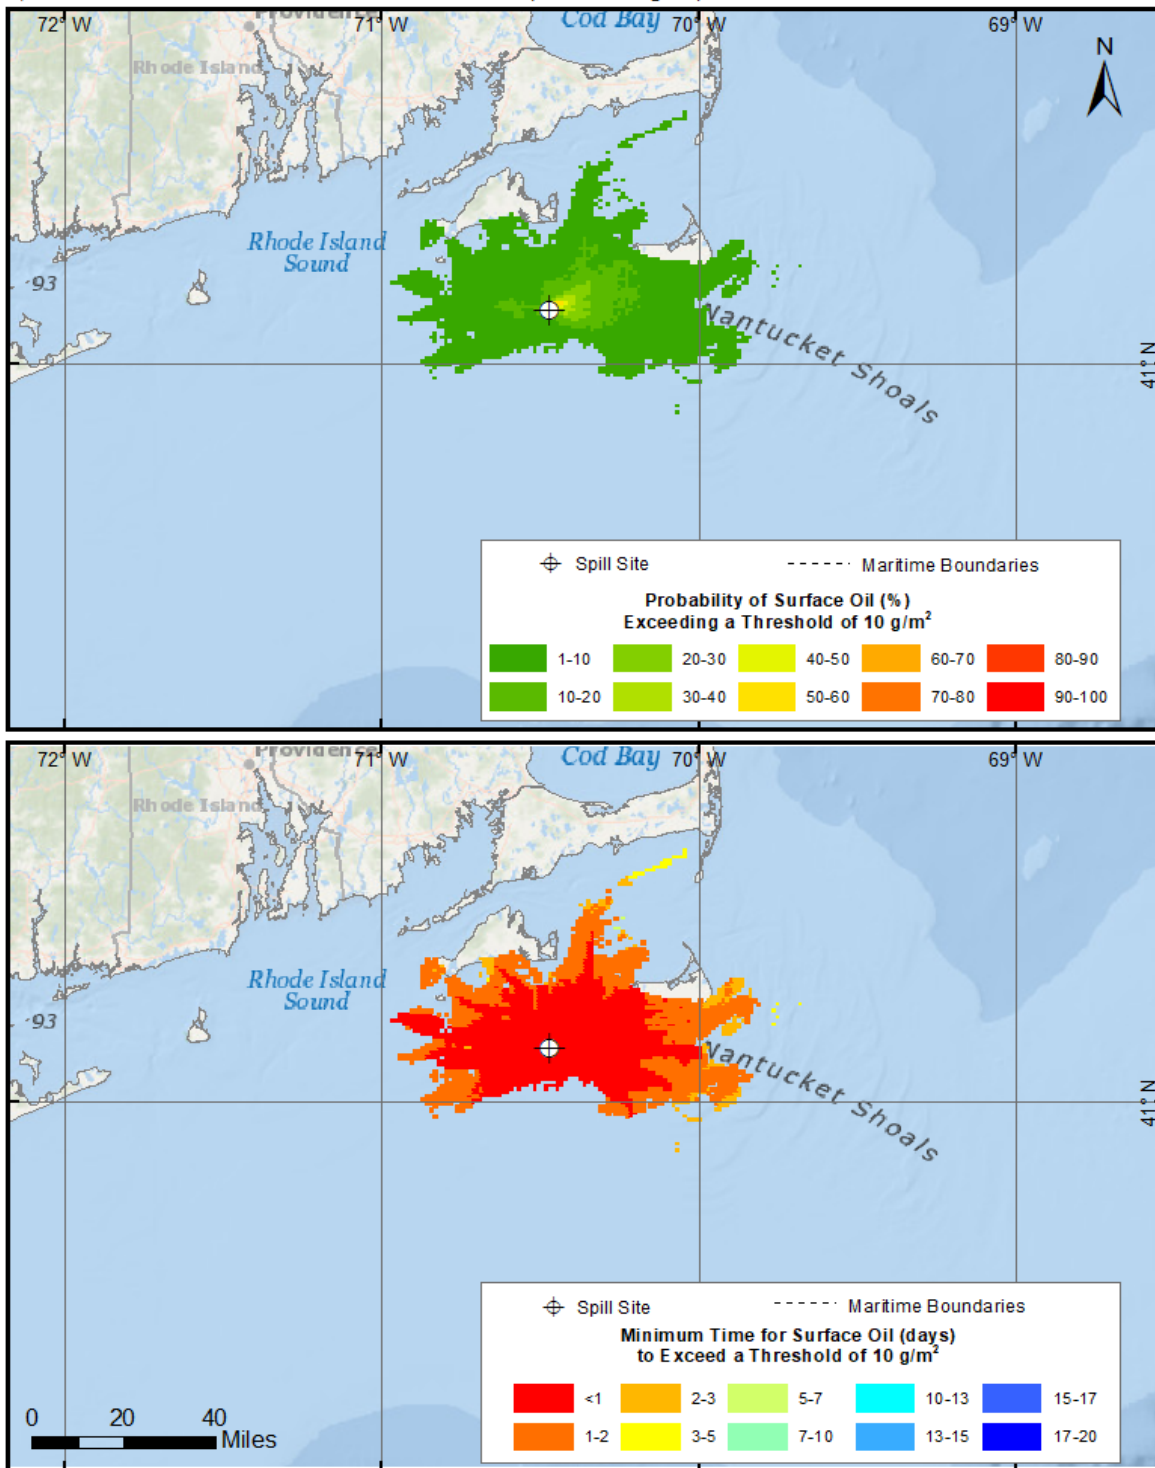 72° W
71° W
Cod Bay
70° W
69° W
Providence
Rhode Island
N
Rhode Island
Sound
93
Nantucket Shoals
41° N
Spill Site
Maritime Boundaries
Probability of Surface Oil (%)
Exceeding a Threshold of 10 g/m²
1-10
20-30
40-50
60-70
80-90
10-20
30-40
50-60
70-80
90-100
72° W
71° W
Cod Bay
70° W
69° W
Providence
Rhode Island
Rhode Island
Sound
93
Nantucket Shoals
41° N
Spill Site
Maritime Boundaries
Minimum Time for Surface Oil (days)
to Exceed a Threshold of 10 g/m²
<1
2-3
5-7
10-13
15-17
1-2
3-5
7-10
13-15
17-20
0 20 40
Miles